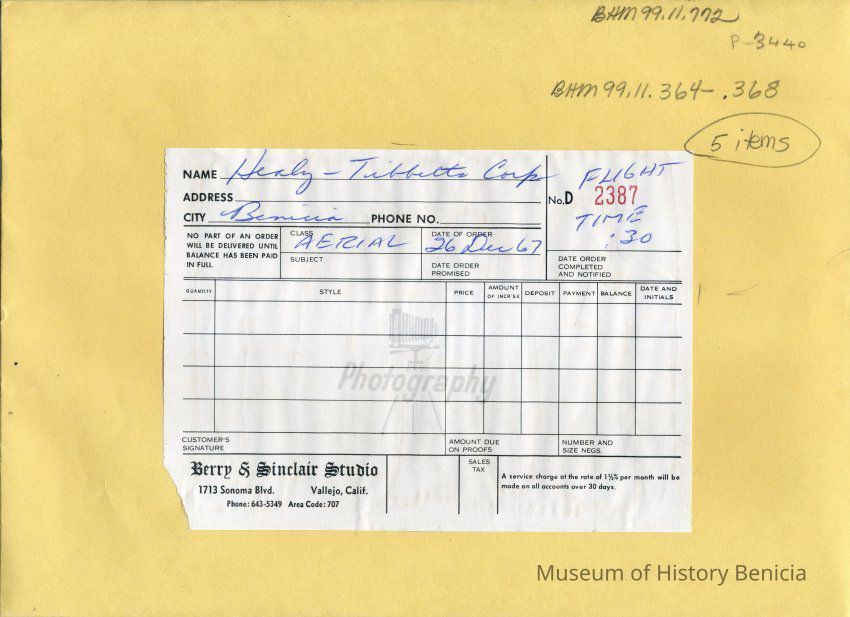 BHM 99.11.772
P-3440
BHM 99.11.364-.368
5 items
NAME Healy-Tibbetts Corp
FLIGHT
ADDRESS
No.D 2387
CITY Benicia PHONE NO.
TIME
:30
NO PART OF AN ORDER
WILL BE DELIVERED UNTIL
BALANCE HAS BEEN PAID
IN FULL.
CLASS
AERIAL
SUBJECT
DATE OF ORDER
26 Dec 67
DATE ORDER
PROMISED
DATE ORDER
COMPLETED
AND NOTIFIED
QUANTITY STYLE PRICE AMOUNT OF INCR'SE DEPOSIT PAYMENT BALANCE DATE AND INITIALS
Photography
CUSTOMER'S
SIGNATURE
AMOUNT DUE
ON PROOFS
NUMBER AND
SIZE NEGS.
Berry & Sinclair Studio
1713 Sonoma Blvd. Vallejo, Calif.
Phone: 643-5349 Area Code: 707
SALES
TAX
A service charge at the rate of 1½% per month will be
made on all accounts over 30 days.
Museum of History Benicia